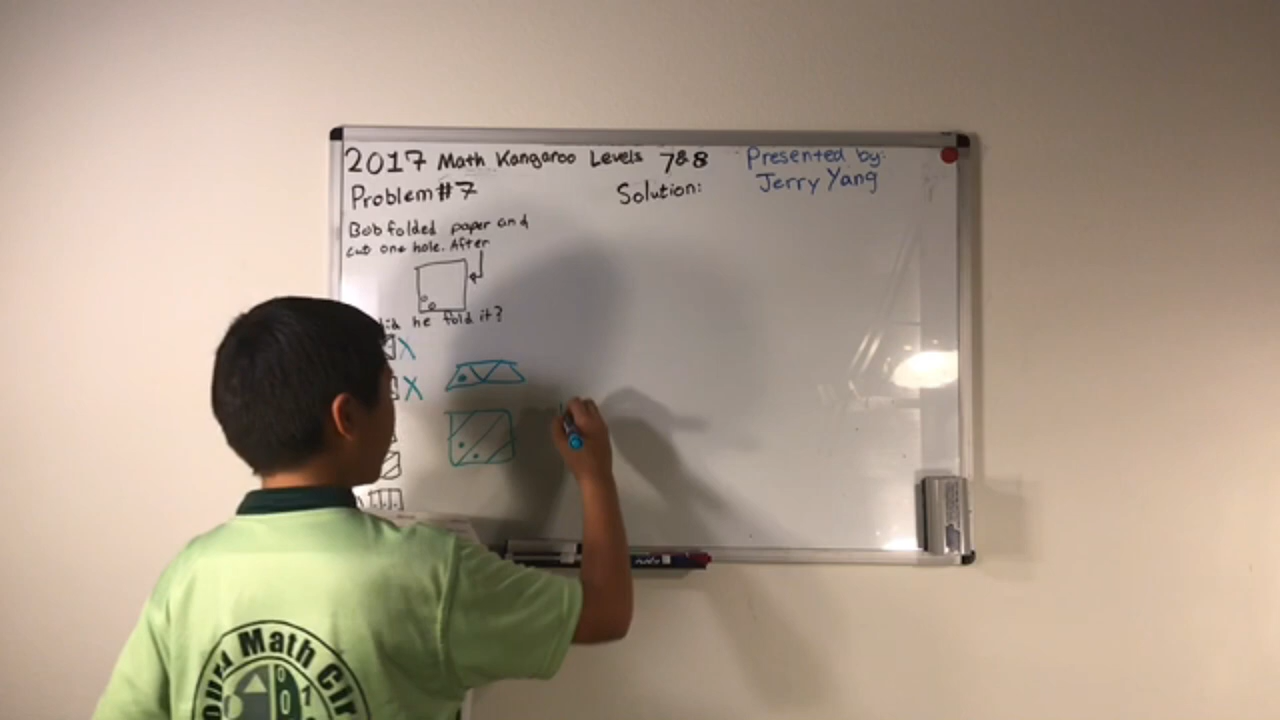 2017 Math Kangaroo Levels 7&8
Presented by:
Jerry Yang
Problem #7
Solution:
Bob folded paper and
cut one hole. After
he fold it?
X
X
Math